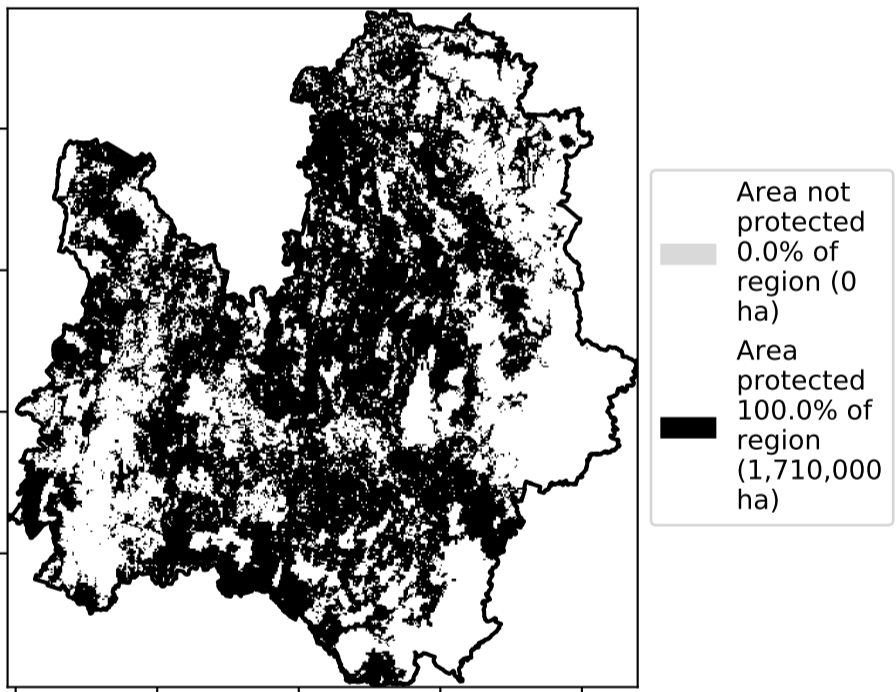 Area not
protected
0.0% of
region (0
ha)
Area
protected
100.0% of
region
(1,710,000
ha)